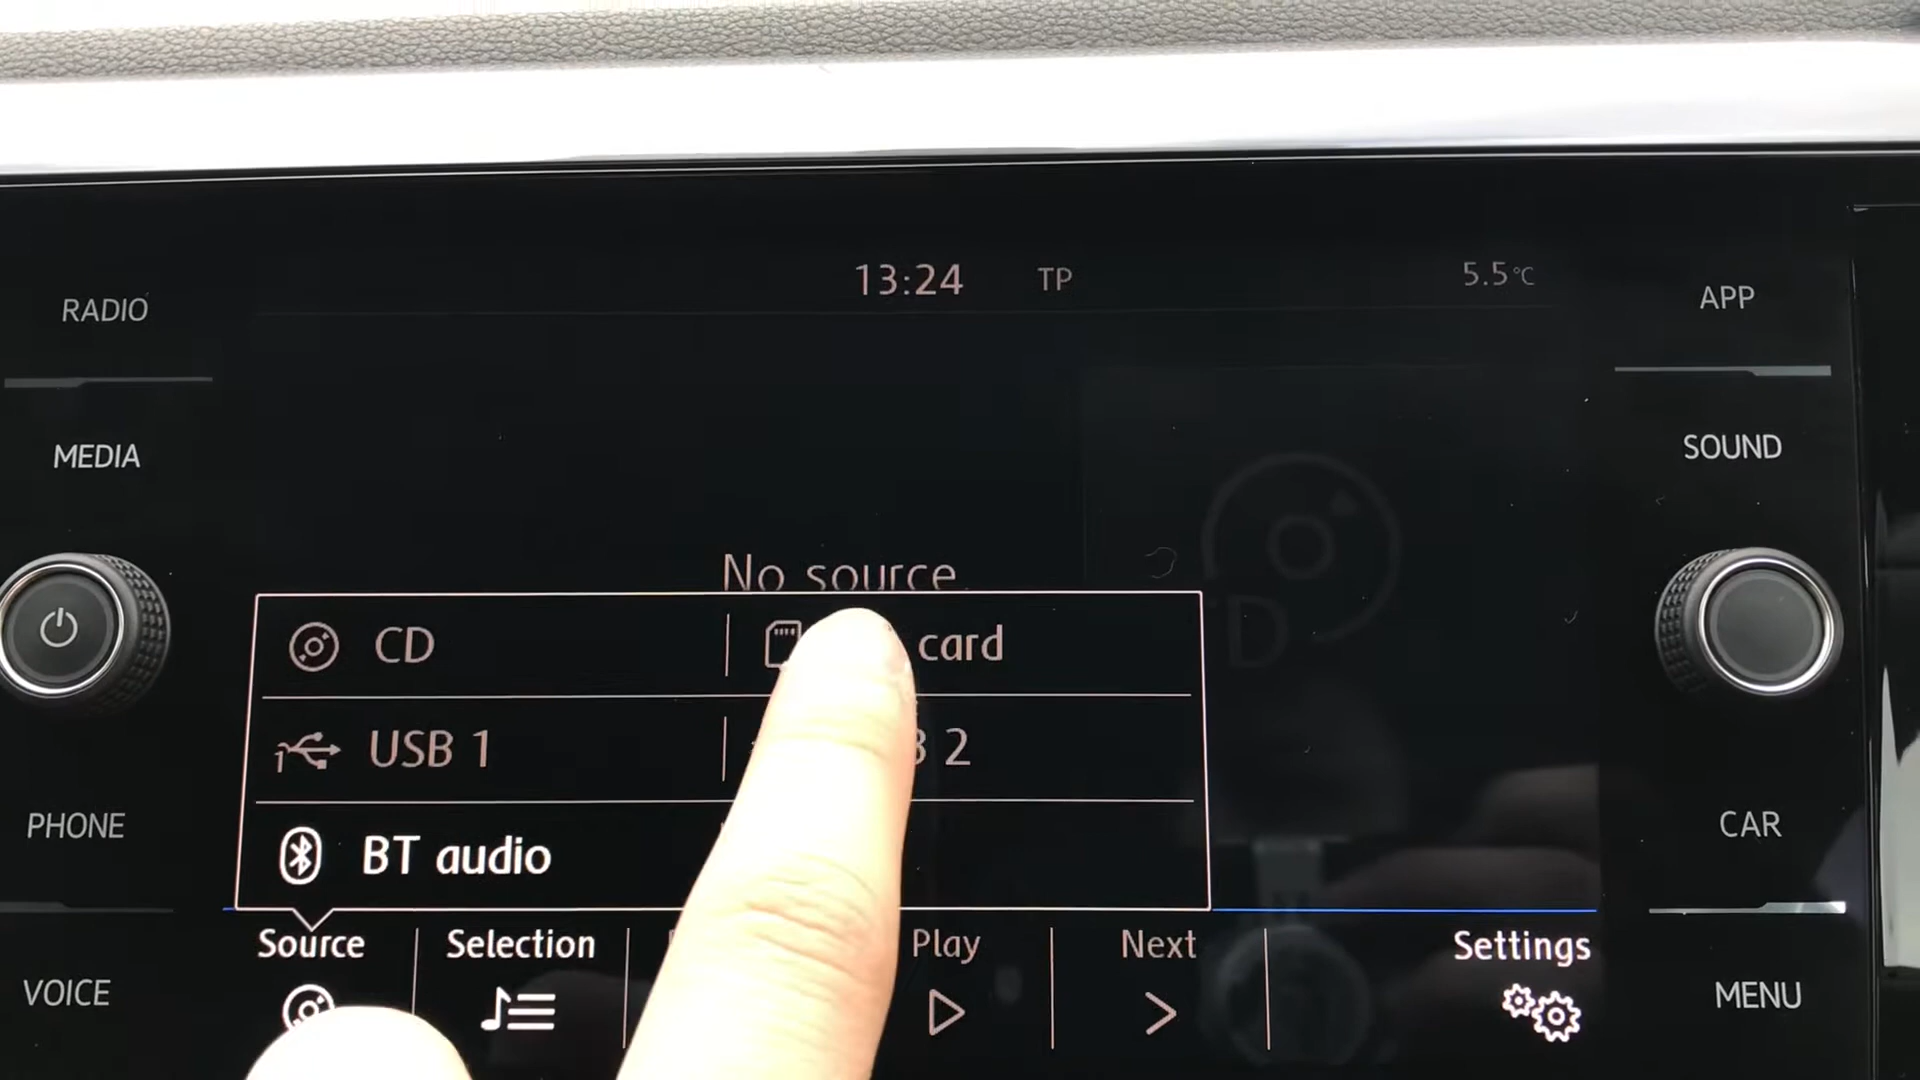 13:24 TP 5.5°C
RADIO
APP
MEDIA
SOUND
No source.
CD
card
USB 1
2
BT audio
PHONE
CAR
Source
Selection
Play
Next
Settings
VOICE
MENU